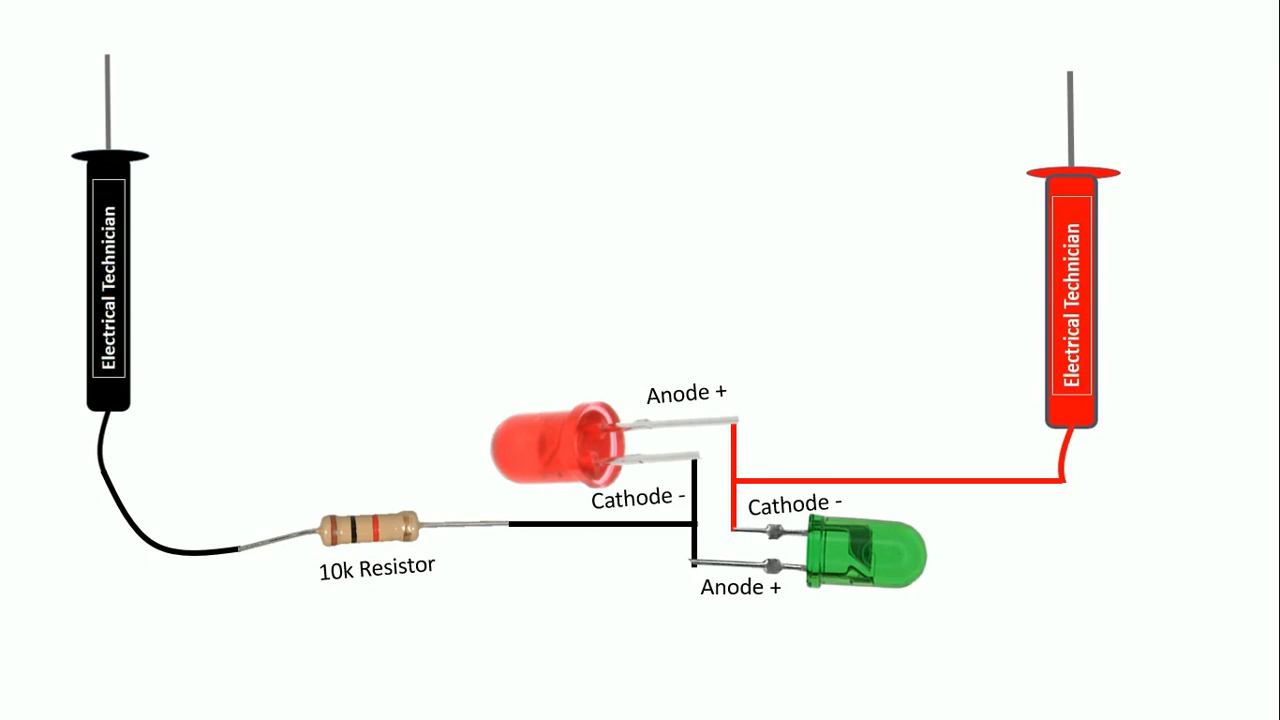 Electrical Technician
Electrical Technician
Anode +
Cathode -
Cathode -
10k Resistor
Anode +